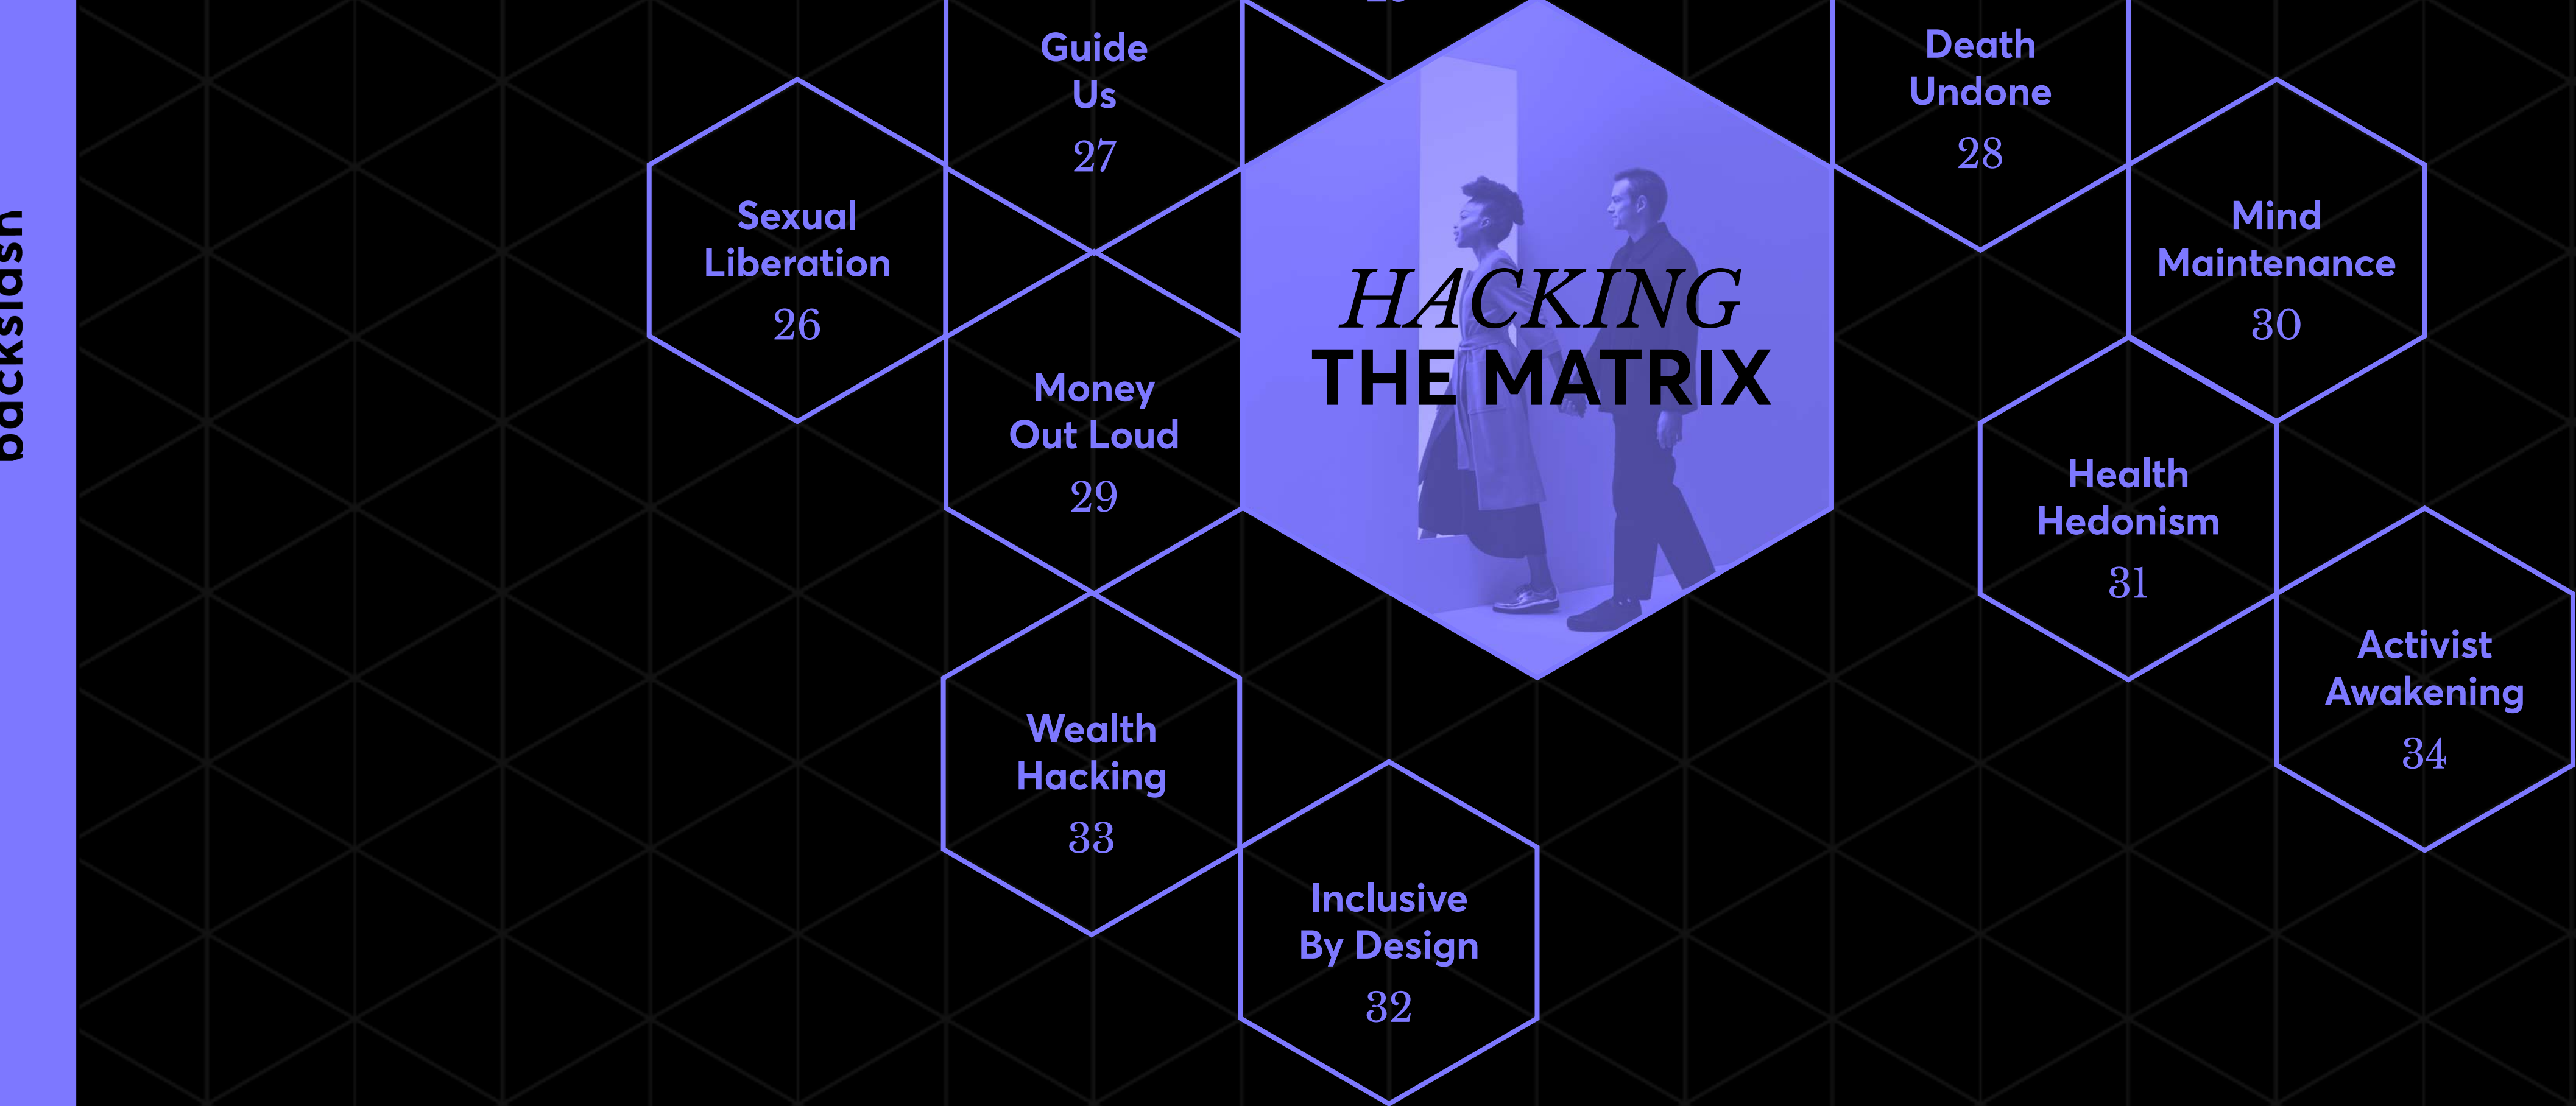 backslash
Guide
Us
27
Death
Undone
28
Sexual
Liberation
26
Mind
Maintenance
30
HACKING
THE MATRIX
Money
Out Loud
29
Health
Hedonism
31
Activist
Awakening
34
Wealth
Hacking
33
Inclusive
By Design
32